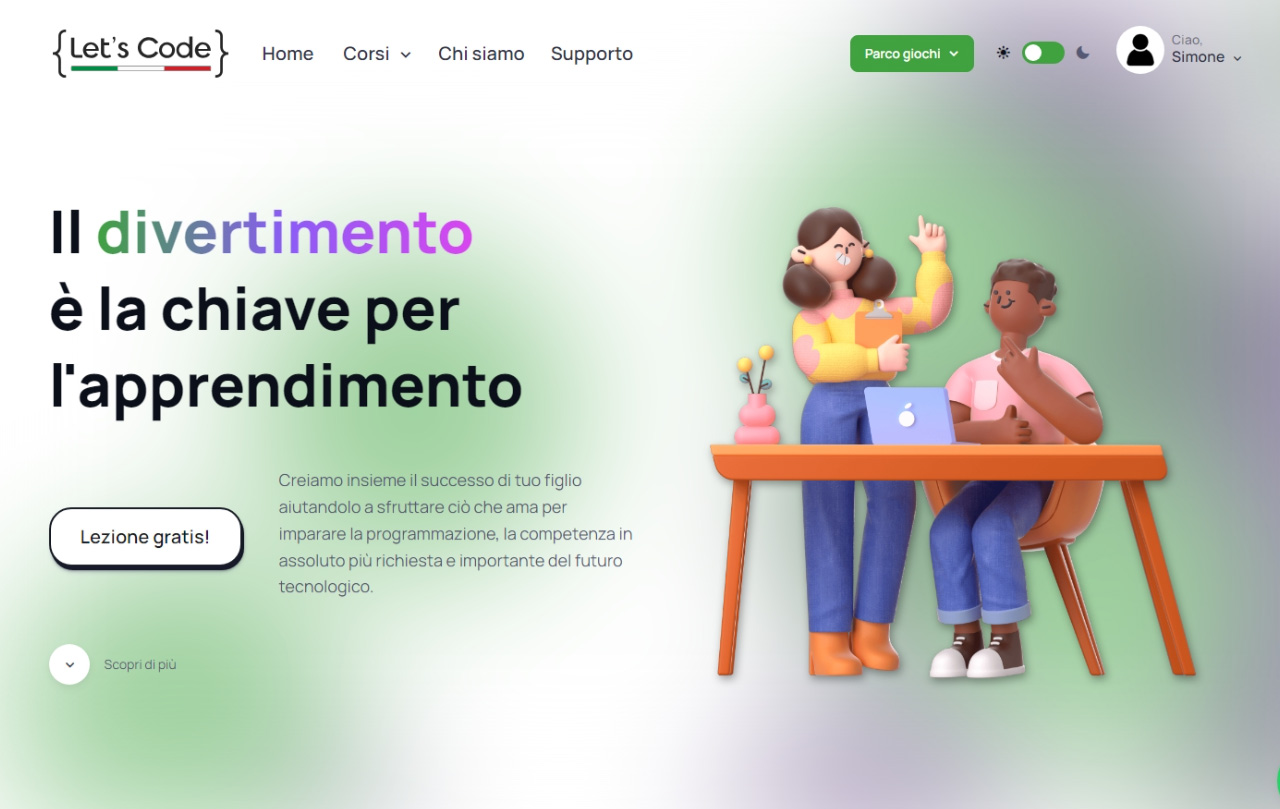 {Let's Code}
Home
Corsi
Chi siamo
Supporto
Parco giochi
Ciao,
Simone
Il divertimento
è la chiave per
l'apprendimento
Lezione gratis!
Creiamo insieme il successo di tuo figlio
aiutandolo a sfruttare ciò che ama per
imparare la programmazione, la competenza in
assoluto più richiesta e importante del futuro
tecnologico.
Scopri di più